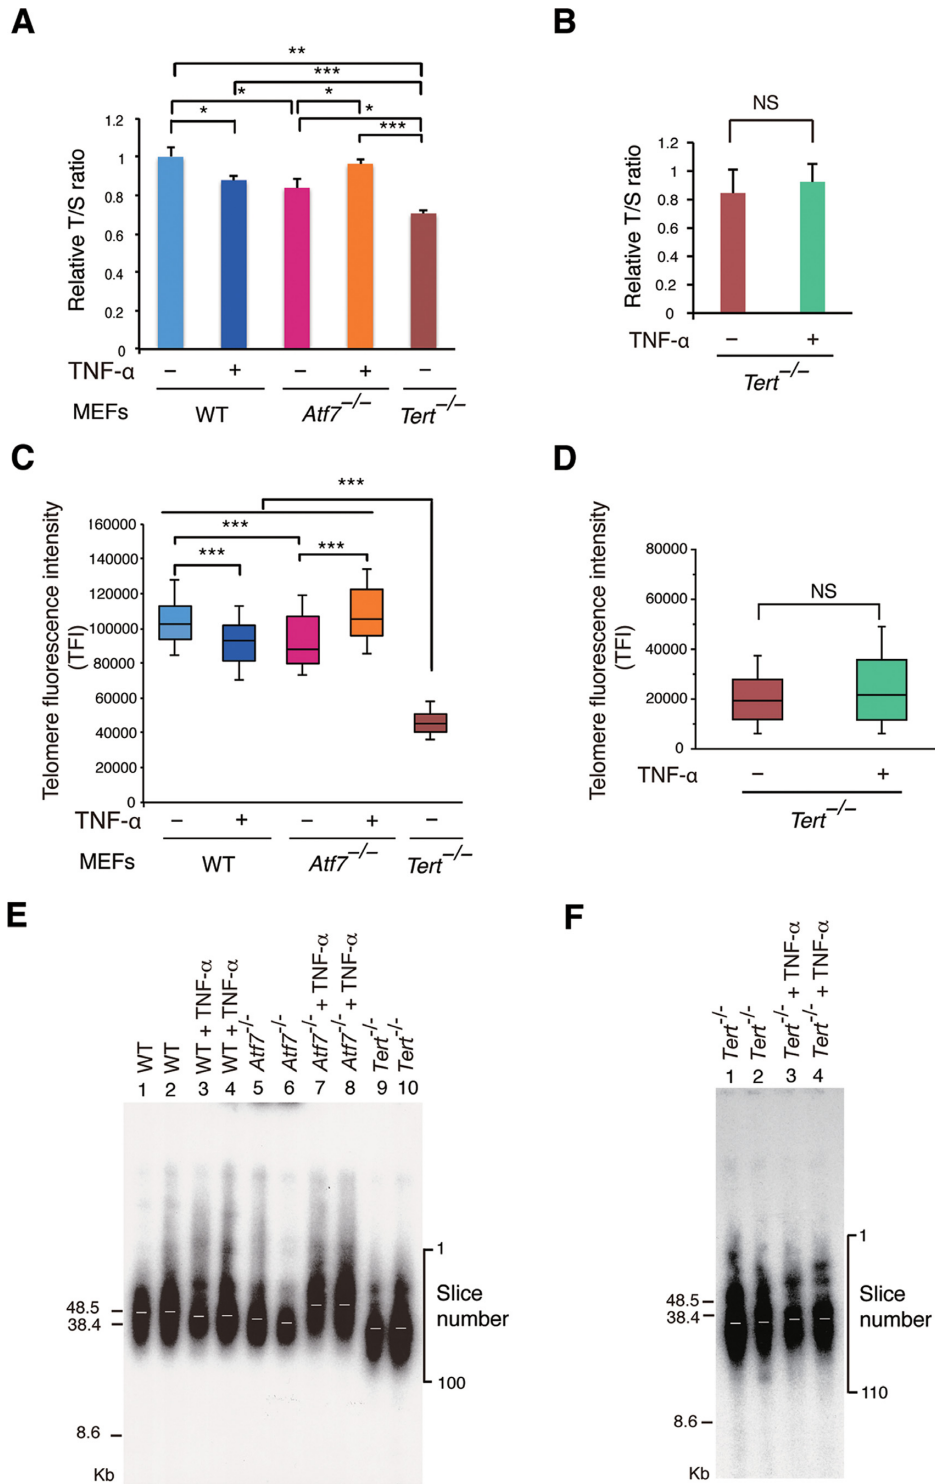 A
**
***
* *
* *
***
Relative T/S ratio
1.2
1
0.8
0.6
0.4
0.2
0
TNF-α − + − + −
MEFs WT Atf7−/− Tert−/−
B
NS
Relative T/S ratio
1.2
1
0.8
0.6
0.4
0.2
0
TNF-α − +
Tert−/−
C
***
***
*** ***
Telomere fluorescence intensity
(TFI)
160000
140000
120000
100000
80000
60000
40000
20000
0
TNF-α − + − + −
MEFs WT Atf7−/− Tert−/−
D
NS
Telomere fluorescence intensity
(TFI)
80000
60000
40000
20000
0
TNF-α − +
Tert−/−
E
WT
WT
WT + TNF-α
WT + TNF-α
Atf7-/-
Atf7-/-
Atf7-/- + TNF-α
Atf7-/- + TNF-α
Tert-/-
Tert-/-
1 2 3 4 5 6 7 8 9 10
48.5
38.4
8.6
Kb
1
Slice
number
100
F
Tert-/-
Tert-/-
Tert-/- + TNF-α
Tert-/- + TNF-α
1 2 3 4
48.5
38.4
8.6
Kb
1
Slice
number
110